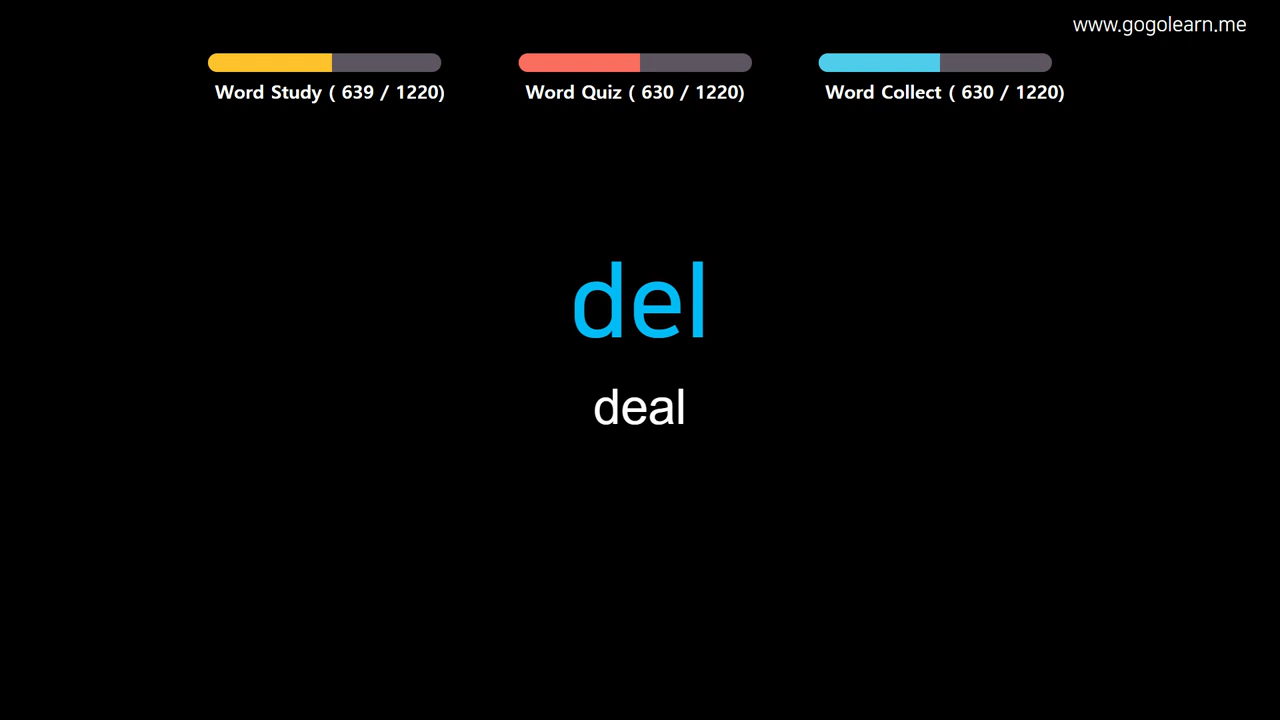 www.gogolearn.me
Word Study ( 639 / 1220)
Word Quiz ( 630 / 1220)
Word Collect ( 630 / 1220)
del
deal